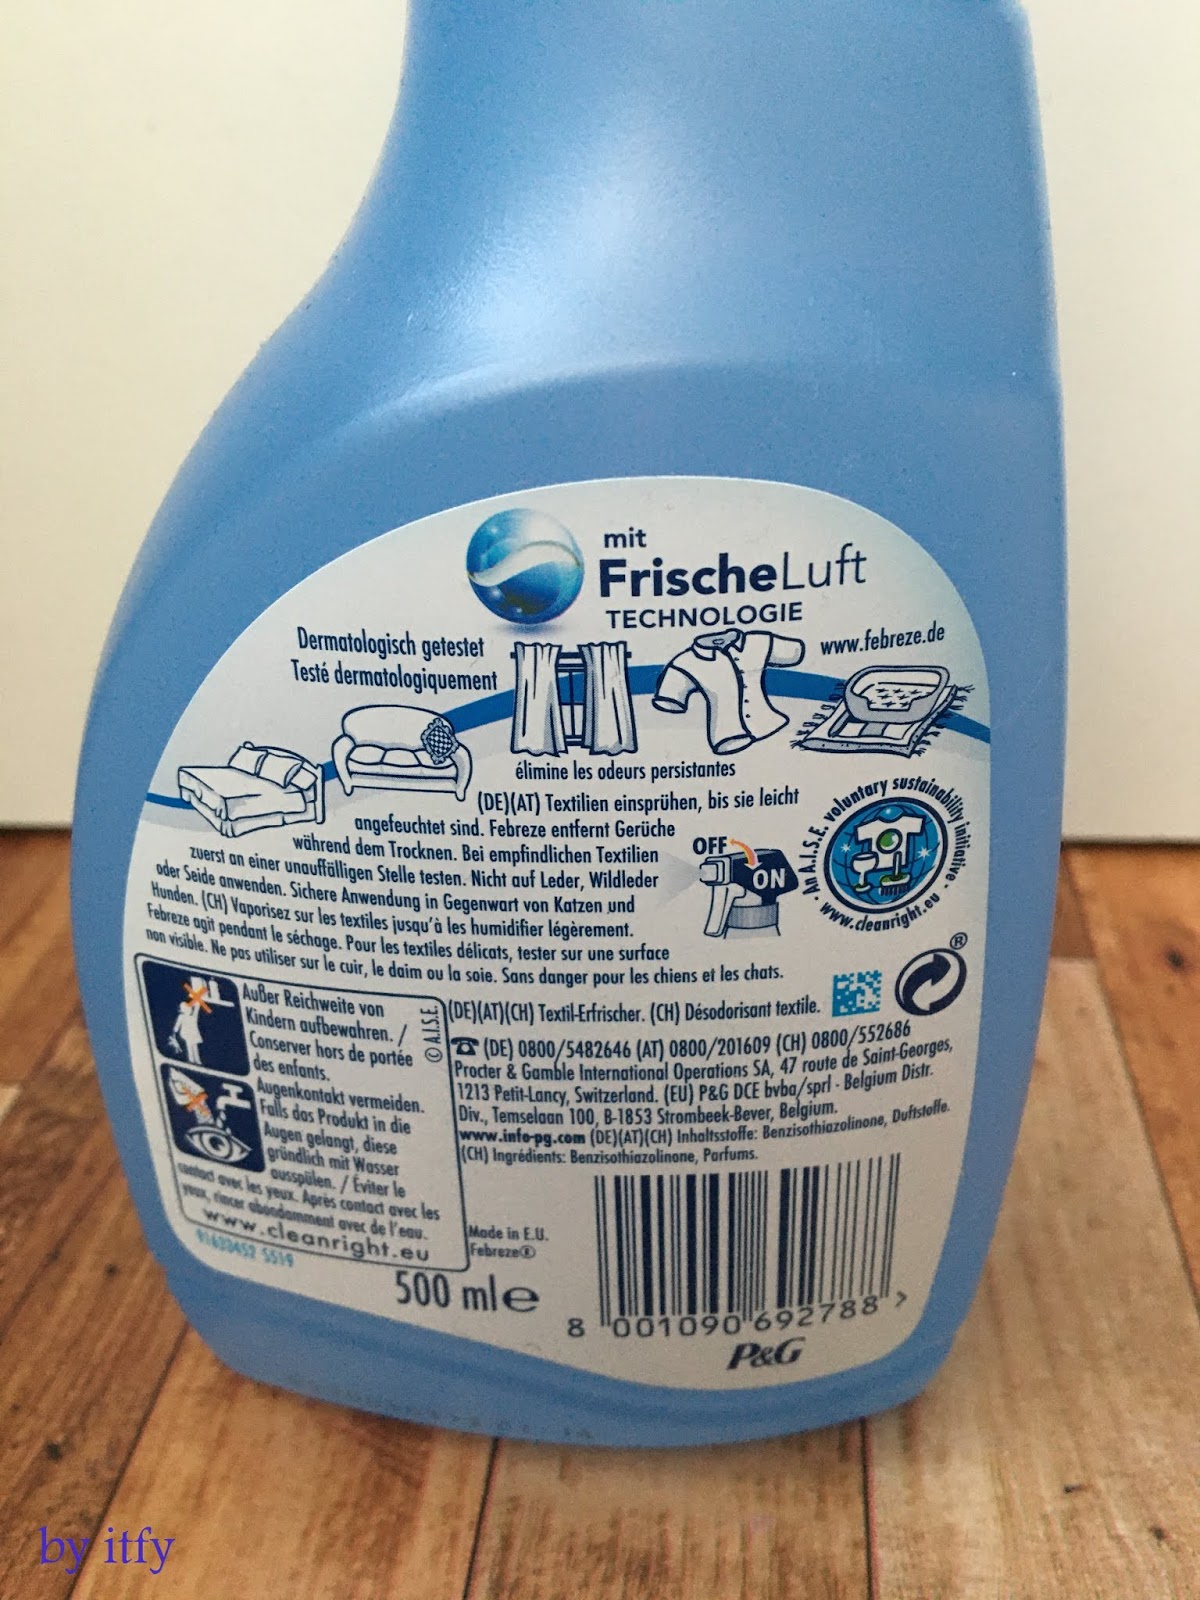 mit
FrischeLuft
TECHNOLOGIE
Dermatologisch getestet
Testé dermatologiquement
www.febreze.de
élimine les odeurs persistantes
(DE)(AT) Textilien einsprühen, bis sie leicht
angefeuchtet sind. Febreze entfernt Gerüche
während dem Trocknen. Bei empfindlichen Textilien
zuerst an einer unauffälligen Stelle testen. Nicht auf Leder, Wildleder
oder Seide anwenden. Sichere Anwendung in Gegenwart von Katzen und
Hunden. (CH) Vaporisez sur les textiles jusqu'à les humidifier légèrement.
Febreze agit pendant le séchage. Pour les textiles délicats, tester sur une surface
non visible. Ne pas utiliser sur le cuir, le daim ou la soie. Sans danger pour les chiens et les chats.
OFF
ON
· An A.I.S.E. voluntary sustainability initiative ·
www.cleanright.eu
®
(DE)(AT)(CH) Textil-Erfrischer. (CH) Désodorisant textile.
☎ (DE) 0800/5482646 (AT) 0800/201609 (CH) 0800/552686
Procter & Gamble International Operations SA, 47 route de Saint-Georges,
1213 Petit-Lancy, Switzerland. (EU) P&G DCE bvba/sprl - Belgium Distr.
Div., Temselaan 100, B-1853 Strombeek-Bever, Belgium.
www.info-pg.com (DE)(AT)(CH) Inhaltsstoffe: Benzisothiazolinone, Duftstoffe.
(CH) Ingrédients: Benzisothiazolinone, Parfums.
Außer Reichweite von
Kindern aufbewahren. /
Conserver hors de portée
des enfants.
Augenkontakt vermeiden.
Falls das Produkt in die
Augen gelangt, diese
gründlich mit Wasser
ausspülen. / Éviter le
contact avec les yeux. Après contact avec les
yeux, rincer abondamment avec de l'eau.
www.cleanright.eu
© A.I.S.E.
91633452 5519
Made in E.U.
Febreze®
500 ml e
8 001090 692788 >
P&G
by itfy